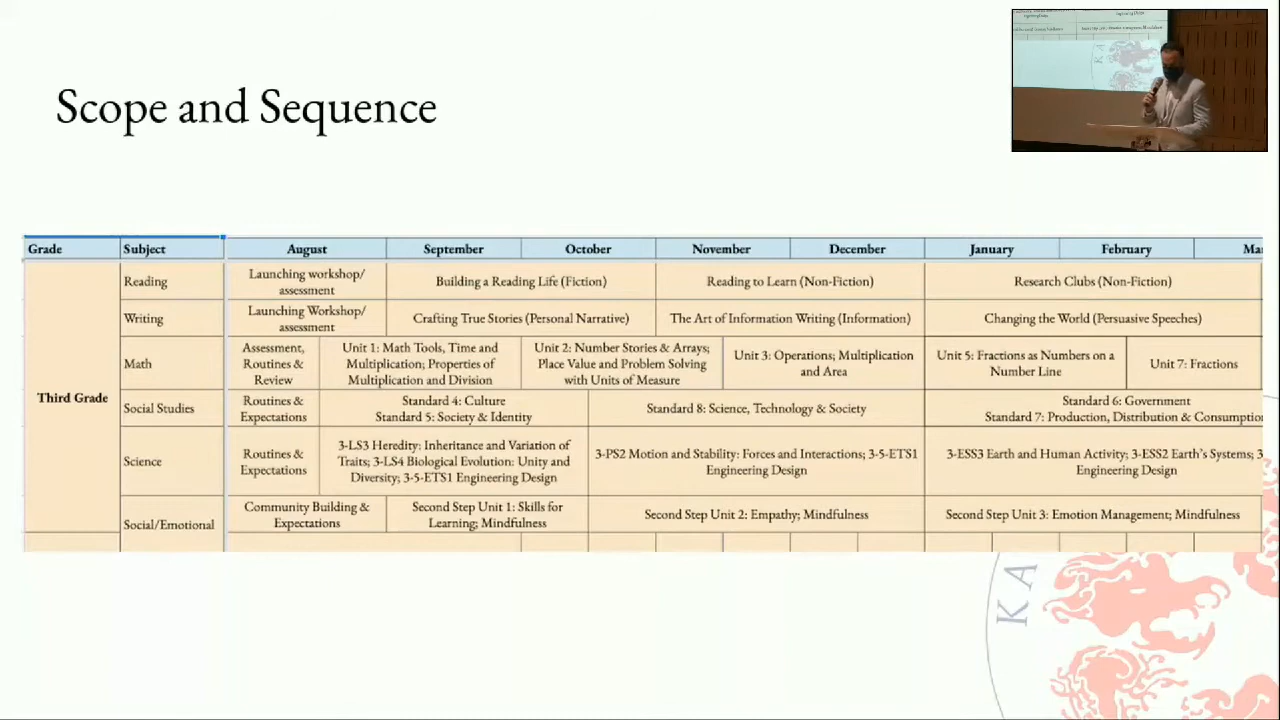 Scope and Sequence
Grade
Subject
August
September
October
November
December
January
February
Third Grade
Reading
Launching workshop/
assessment
Building a Reading Life (Fiction)
Reading to Learn (Non-Fiction)
Research Clubs (Non-Fiction)
Writing
Launching Workshop/
assessment
Crafting True Stories (Personal Narrative)
The Art of Information Writing (Information)
Changing the World (Persuasive Speeches)
Math
Assessment,
Routines &
Review
Unit 1: Math Tools, Time and
Multiplication; Properties of
Multiplication and Division
Unit 2: Number Stories & Arrays;
Place Value and Problem Solving
with Units of Measure
Unit 3: Operations; Multiplication
and Area
Unit 5: Fractions as Numbers on a
Number Line
Unit 7: Fractions
Social Studies
Routines &
Expectations
Standard 4: Culture
Standard 5: Society & Identity
Standard 8: Science, Technology & Society
Standard 6: Government
Standard 7: Production, Distribution & Consumption
Science
Routines &
Expectations
3-LS3 Heredity: Inheritance and Variation of
Traits; 3-LS4 Biological Evolution: Unity and
Diversity; 3-5-ETS1 Engineering Design
3-PS2 Motion and Stability: Forces and Interactions; 3-5-ETS1
Engineering Design
3-ESS3 Earth and Human Activity; 3-ESS2 Earth's Systems; 3
Engineering Design
Social/Emotional
Community Building &
Expectations
Second Step Unit 1: Skills for
Learning; Mindfulness
Second Step Unit 2: Empathy; Mindfulness
Second Step Unit 3: Emotion Management; Mindfulness
K A